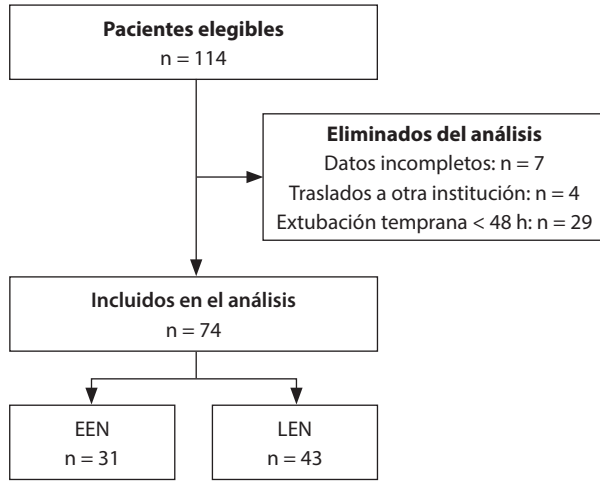 Pacientes elegibles
n = 114
Eliminados del análisis
Datos incompletos: n = 7
Traslados a otra institución: n = 4
Extubación temprana < 48 h: n = 29
Incluidos en el análisis
n = 74
EEN
n = 31
LEN
n = 43